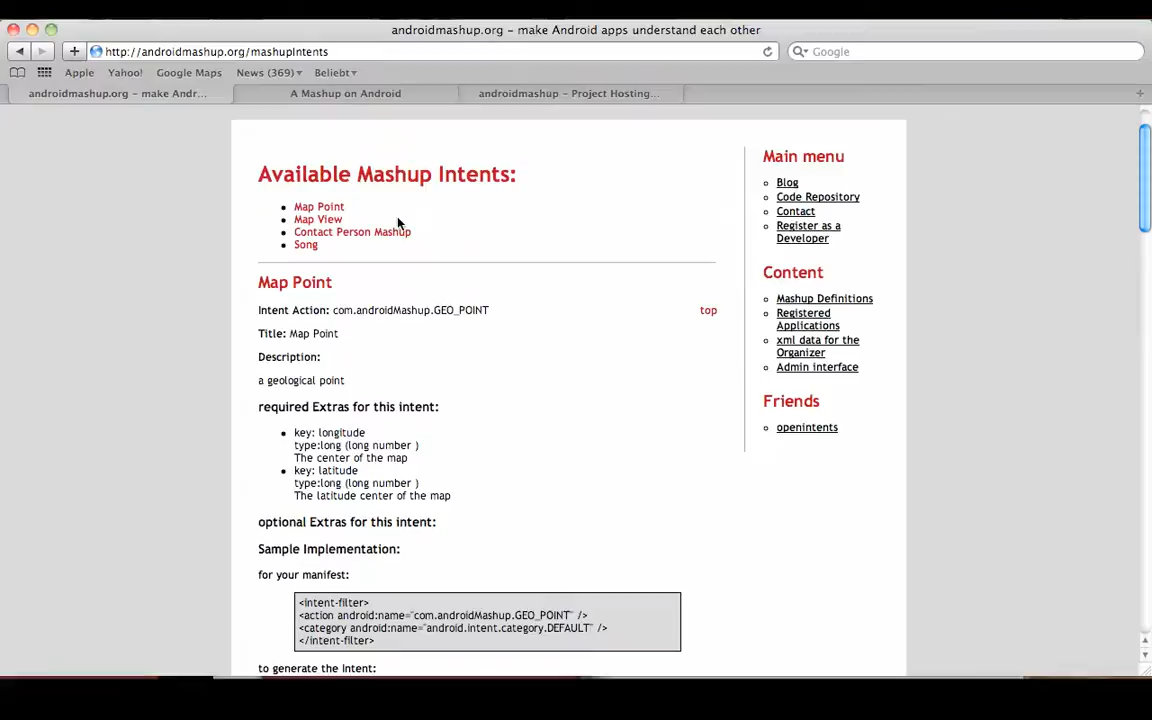 androidmashup.org – make Android apps understand each other
http://androidmashup.org/mashupIntents
Google
Apple Yahoo! Google Maps News (369)▾ Beliebt▾
androidmashup.org – make Andr... A Mashup on Android androidmashup – Project Hosting...
Available Mashup Intents:
Map Point
Map View
Contact Person Mashup
Song
Map Point
Intent Action: com.androidMashup.GEO_POINT
top
Title: Map Point
Description:
a geological point
required Extras for this intent:
key: longitude
type:long (long number )
The center of the map
key: latitude
type:long (long number )
The latitude center of the map
optional Extras for this intent:
Sample Implementation:
for your manifest:
<intent-filter>
<action android:name="com.androidMashup.GEO_POINT" />
<category android:name="android.intent.category.DEFAULT" />
</intent-filter>
to generate the Intent:
Main menu
Blog
Code Repository
Contact
Register as a
Developer
Content
Mashup Definitions
Registered
Applications
xml data for the
Organizer
Admin interface
Friends
openintents